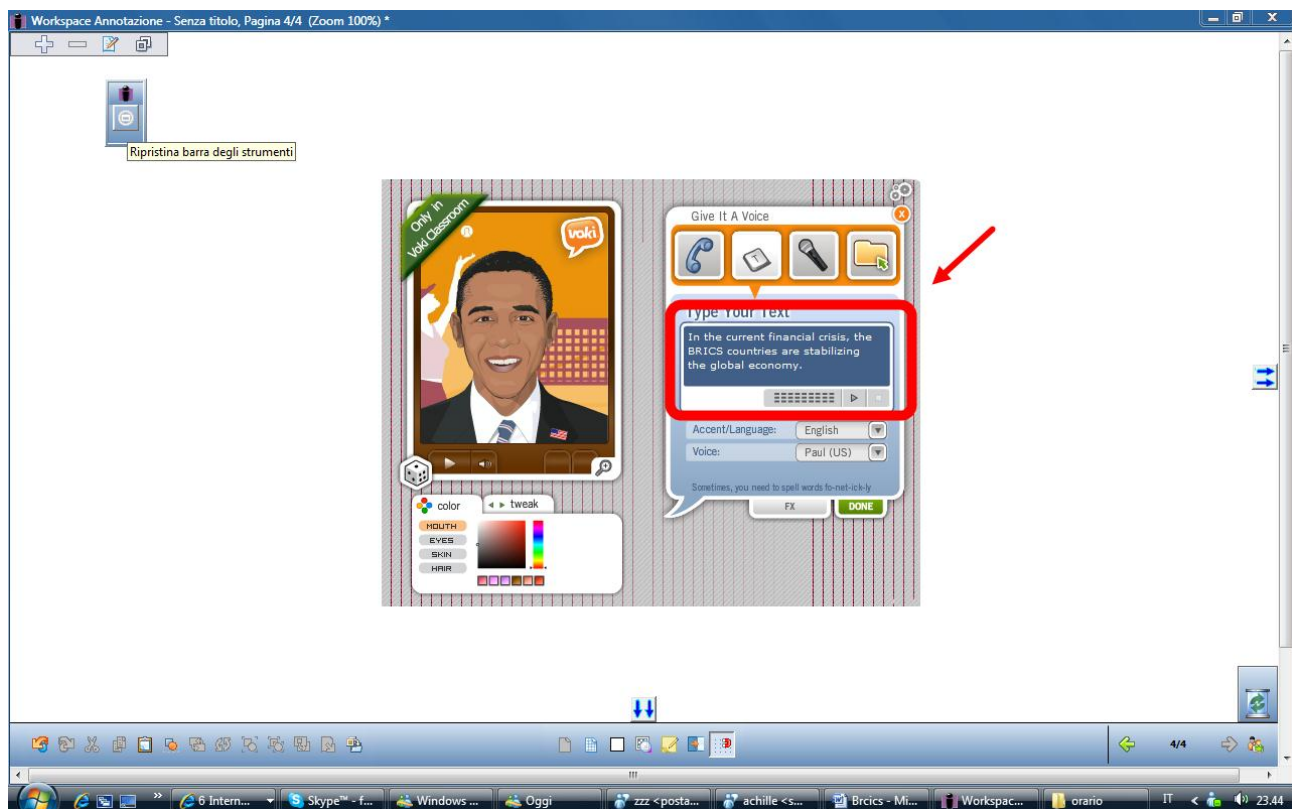 Workspace Annotazione - Senza titolo, Pagina 4/4 (Zoom 100%) *
Ripristina barra degli strumenti
Only in
Voki Classroom
voki
Give It A Voice
T
X
Type Your Text
In the current financial crisis, the
BRICS countries are stabilizing
the global economy.
Accent/Language: English
Voice: Paul (US)
Sometimes, you need to spell words fo-net-ick-ly
FX DONE
color tweak
MOUTH
EYES
SKIN
HAIR
4/4
6 Intern... Skype™ - f... Windows ... Oggi zzz <posta... achille <s... Brcics - Mi... Workspac... orario IT 23.44